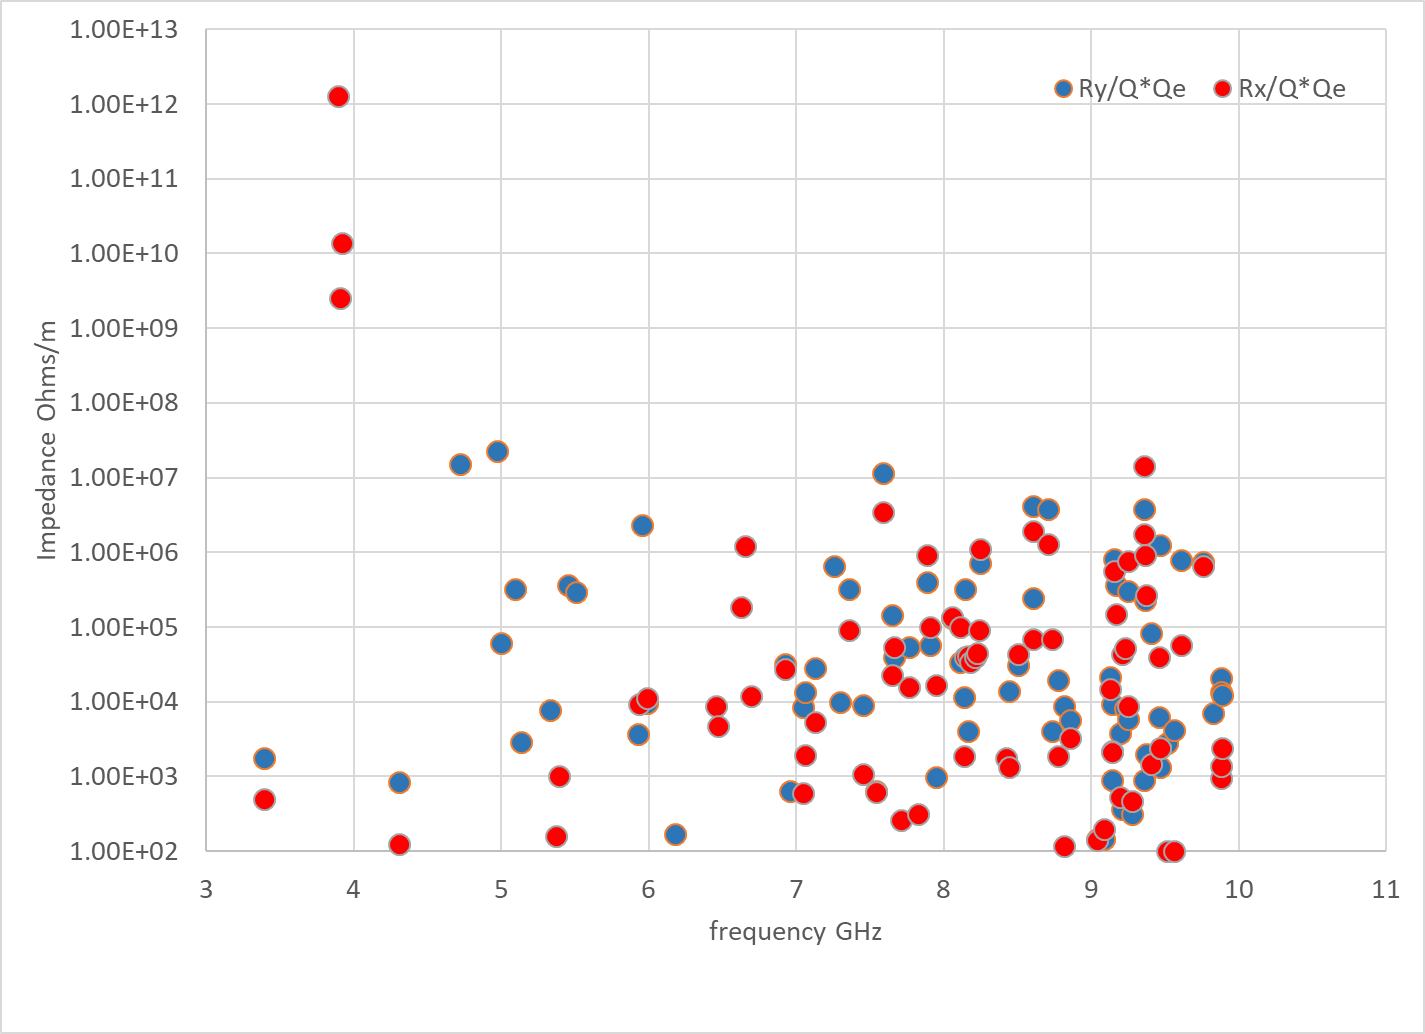 1.00E+13
Ry/Q*Qe Rx/Q*Qe
1.00E+12
1.00E+11
1.00E+10
1.00E+09
1.00E+08
1.00E+07
1.00E+06
1.00E+05
1.00E+04
1.00E+03
1.00E+02
Impedance Ohms/m
3 4 5 6 7 8 9 10 11
frequency GHz